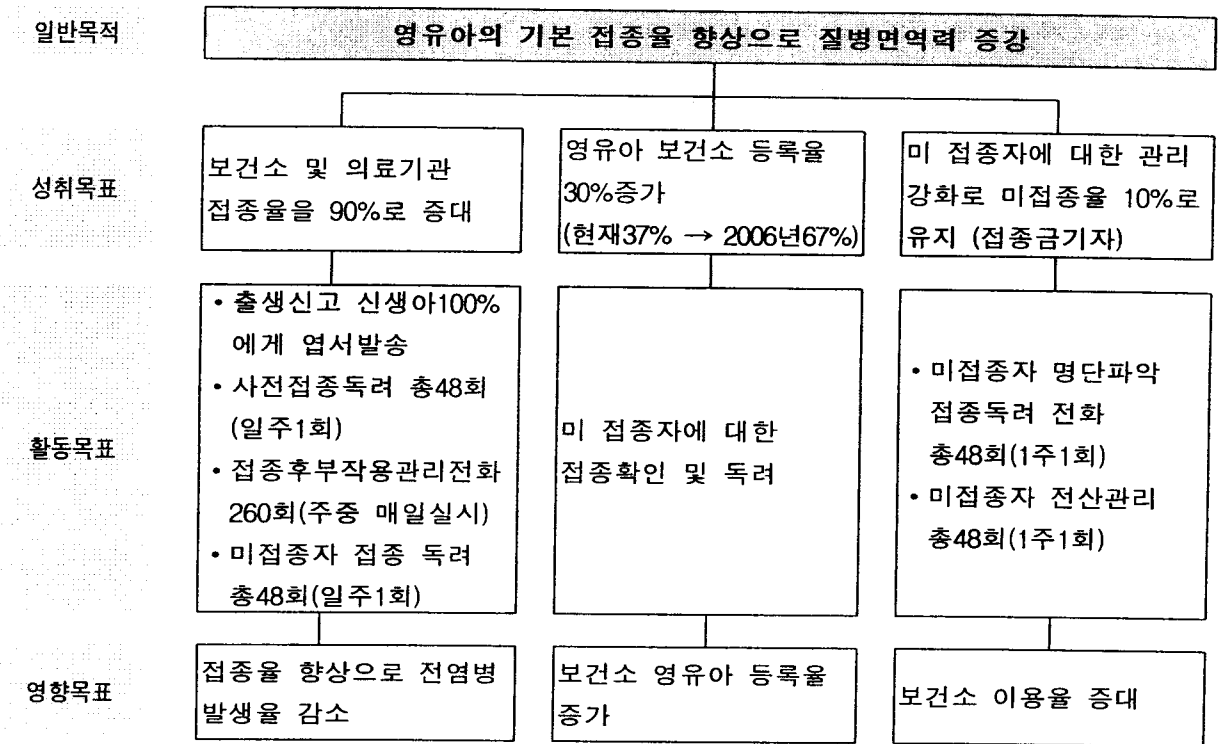 일반목적
영유아의 기본 접종율 향상으로 질병면역력 증강
성취목표
보건소 및 의료기관
접종율을 90%로 증대
영유아 보건소 등록율
30%증가
(현재37% → 2006년67%)
미 접종자에 대한 관리
강화로 미접종율 10%로
유지 (접종금기자)
활동목표
• 출생신고 신생아100%
에게 엽서발송
• 사전접종독려 총48회
(일주1회)
• 접종후부작용관리전화
260회(주중 매일실시)
• 미접종자 접종 독려
총48회(일주1회)
미 접종자에 대한
접종확인 및 독려
• 미접종자 명단파악
접종독려 전화
총48회(1주1회)
• 미접종자 전산관리
총48회(1주1회)
영향목표
접종율 향상으로 전염병
발생율 감소
보건소 영유아 등록율
증가
보건소 이용율 증대